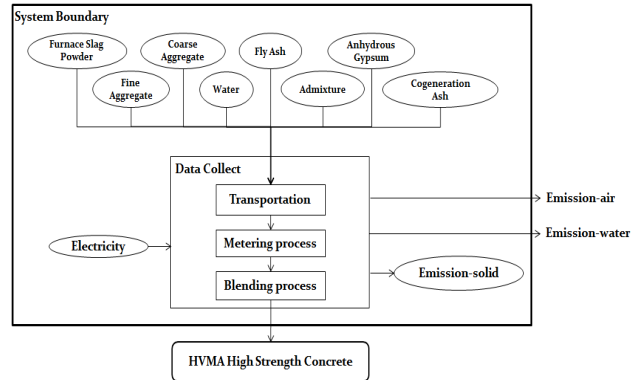 System Boundary
Furnace Slag
Powder
Coarse
Aggregate
Fly Ash
Anhydrous
Gypsum
Fine
Aggregate
Water
Admixture
Cogeneration
Ash
Data Collect
Transportation
Emission-air
Electricity
Metering process
Emission-water
Blending process
Emission-solid
HVMA High Strength Concrete